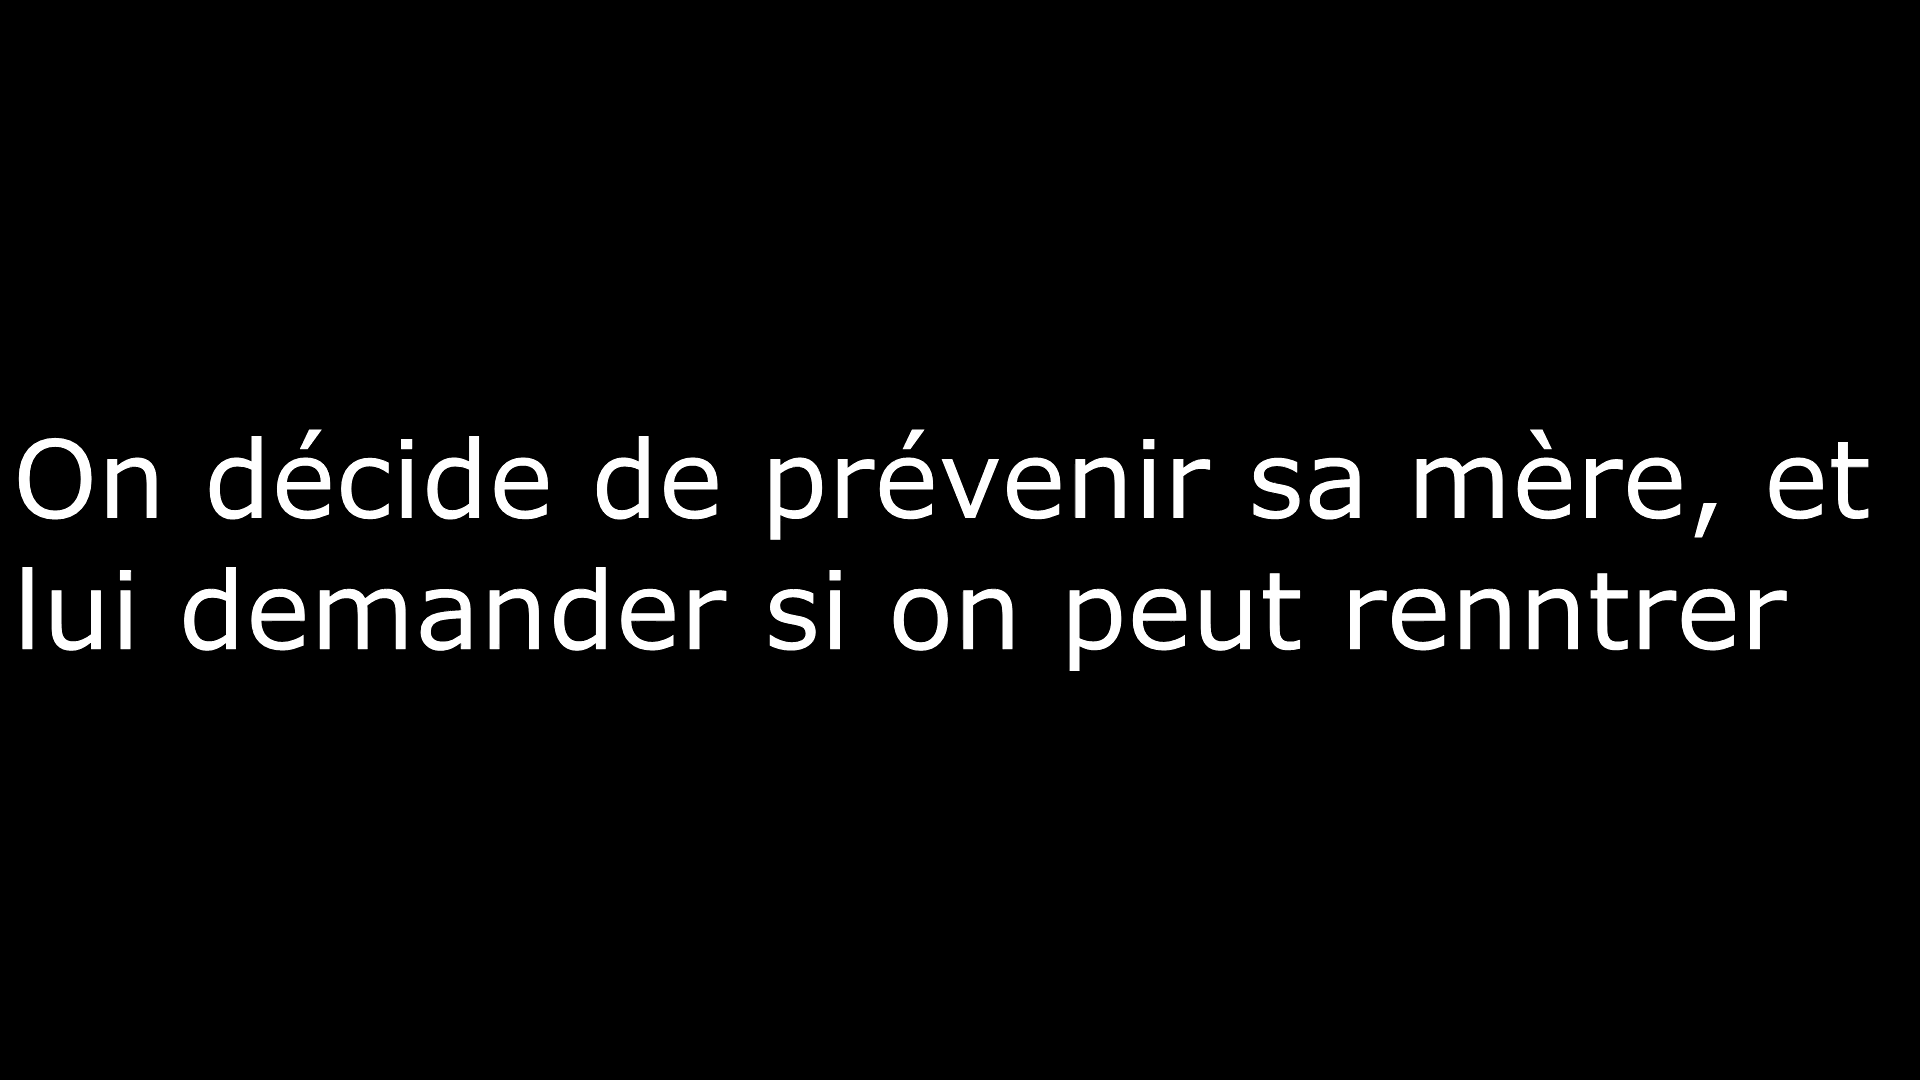 On décide de prévenir sa mère, et
lui demander si on peut renntrer